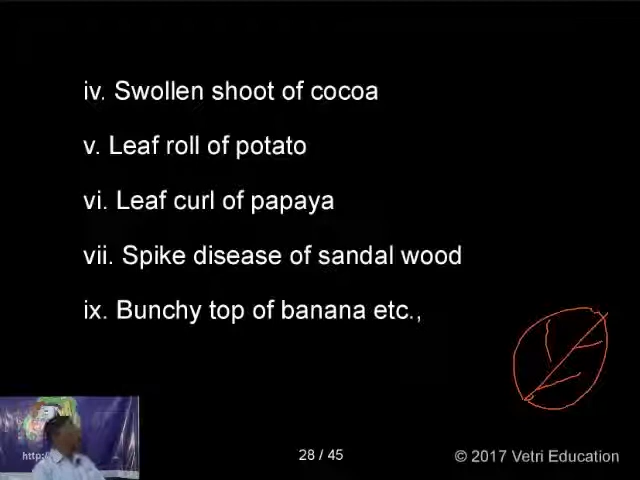 iv. Swollen shoot of cocoa
v. Leaf roll of potato
vi. Leaf curl of papaya
vii. Spike disease of sandal wood
ix. Bunchy top of banana etc.,
http:/
28 / 45
© 2017 Vetri Education